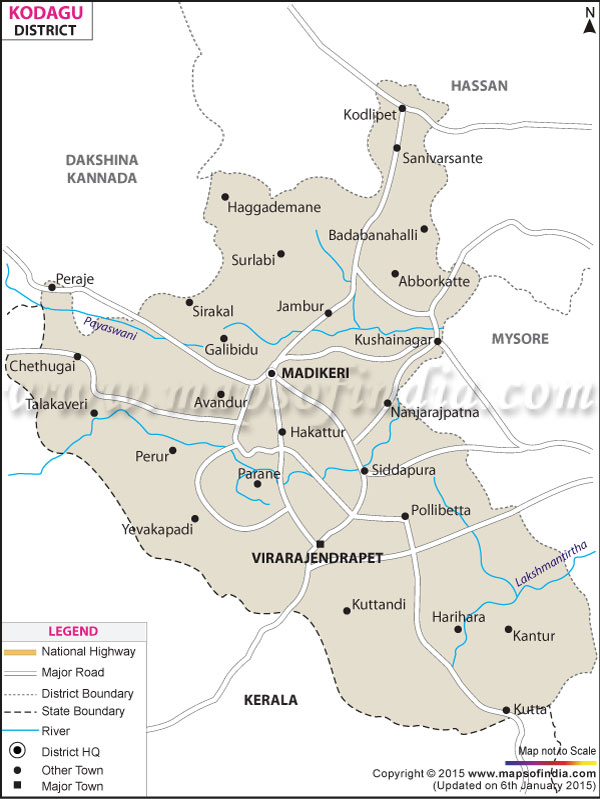 KODAGU
DISTRICT
N
HASSAN
Kodlipet
DAKSHINA
KANNADA
Sanivarsante
Haggademane
Badabanahalli
Surlabi
Abborkatte
Peraje
Sirakal
Jambur
Payaswani
Kushainagar
MYSORE
Galibidu
Chethugai
MADIKERI
www.mapsofindia.com
Avandur
Talakaveri
Nanjarajpatna
Hakattur
Perur
Siddapura
Parane
Pollibetta
Yevakapadi
VIRARAJENDRAPET
Lakshmantirtha
Kuttandi
Harihara
Kantur
KERALA
Kutta
LEGEND
National Highway
Major Road
District Boundary
State Boundary
River
District HQ
Other Town
Major Town
Map not to Scale
Copyright © 2015 www.mapsofindia.com
(Updated on 6th January 2015)